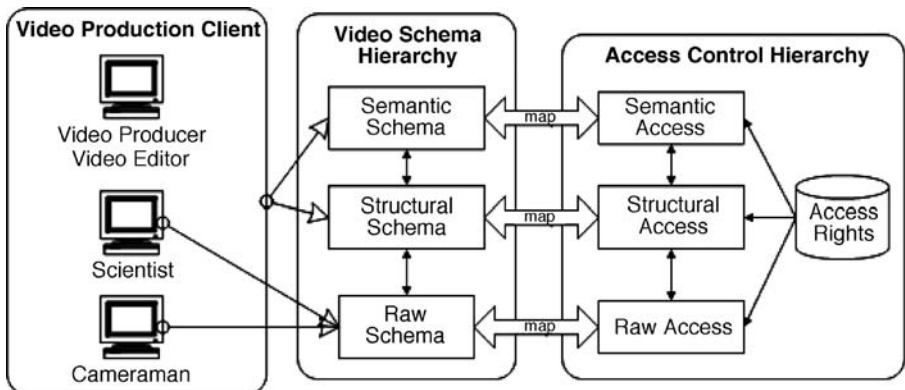 Video Production Client
Video Producer
Video Editor
Scientist
Cameraman
Video Schema
Hierarchy
Semantic
Schema
Structural
Schema
Raw
Schema
map
map
map
Access Control Hierarchy
Semantic
Access
Structural
Access
Raw Access
Access
Rights